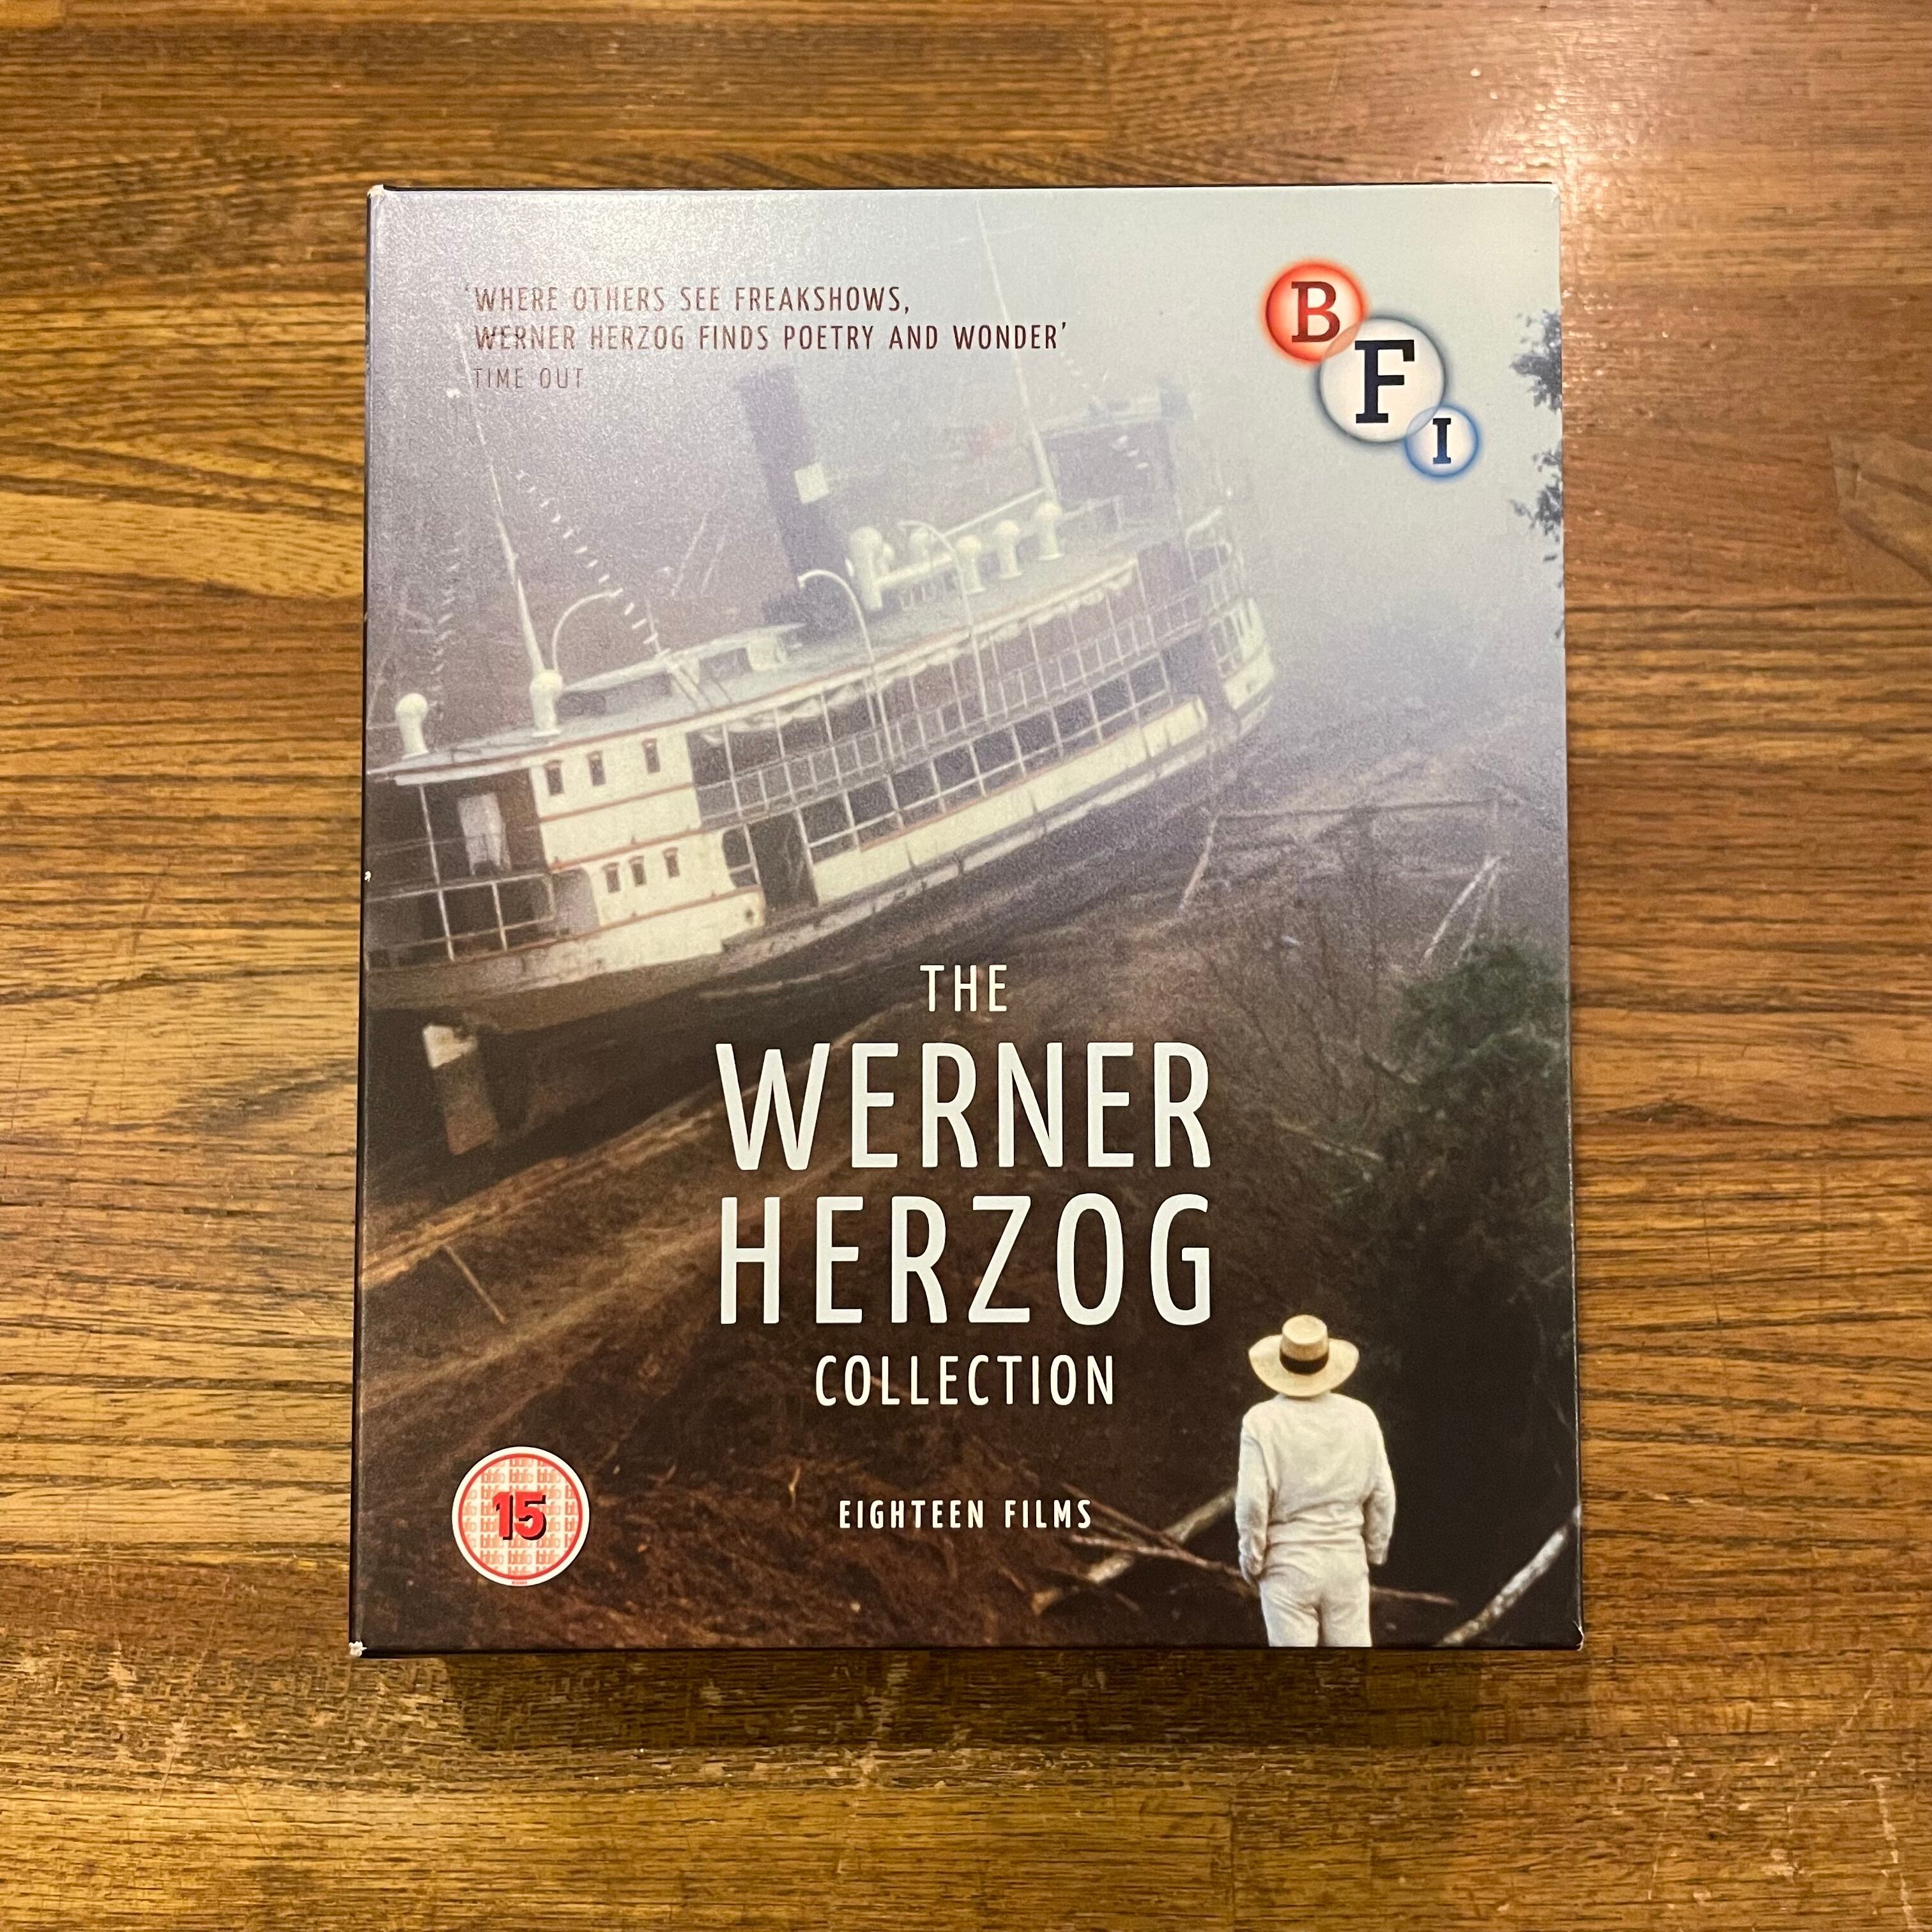 ‘WHERE OTHERS SEE FREAKSHOWS,
WERNER HERZOG FINDS POETRY AND WONDER’
TIME OUT
B
F
I
THE
WERNER
HERZOG
COLLECTION
15
EIGHTEEN FILMS